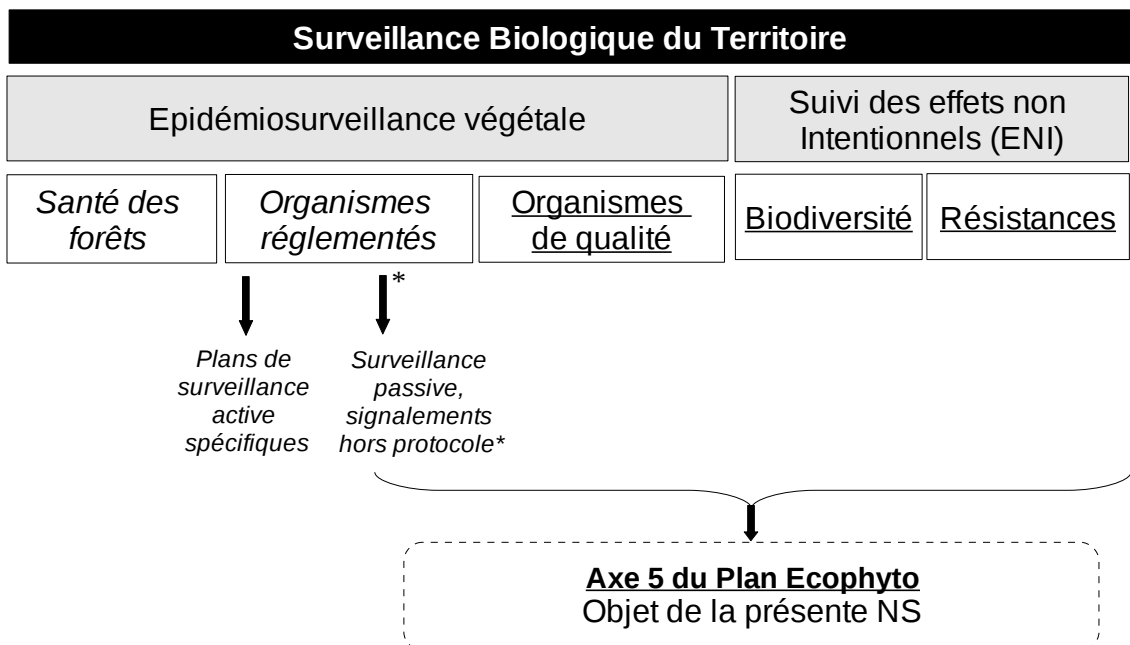 Surveillance Biologique du Territoire
Epidémiosurveillance végétale
Suivi des effets non
Intentionnels (ENI)
Santé des
forêts
Organismes
réglementés
Organismes
de qualité
Biodiversité
Résistances
*
Plans de
surveillance
active
spécifiques
Surveillance
passive,
signalements
hors protocole*
Axe 5 du Plan Ecophyto
Objet de la présente NS